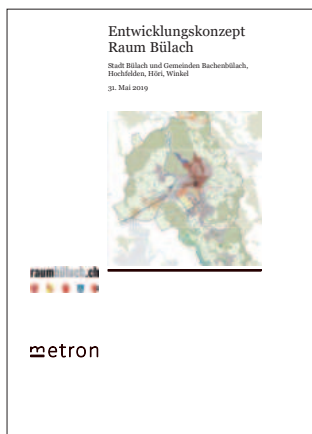 Entwicklungskonzept
Raum Bülach
Stadt Bülach und Gemeinden Bachenbülach,
Hochfelden, Höri, Winkel
31. Mai 2019
raumbülach.ch
metron